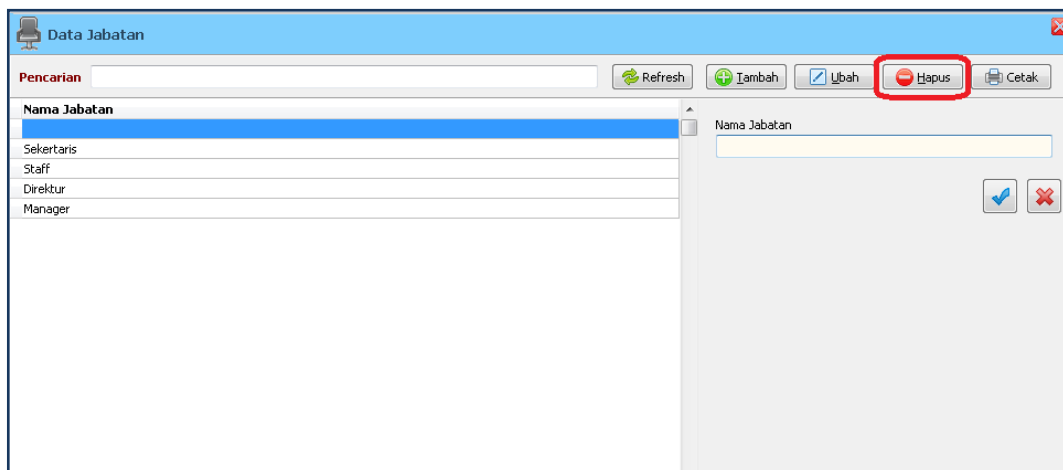 Data Jabatan
Pencarian Refresh Tambah Ubah Hapus Cetak
Nama Jabatan
Nama Jabatan
Sekertaris
Staff
Direktur
Manager